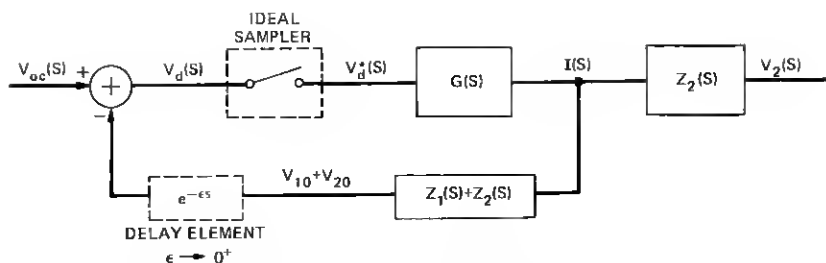 IDEAL
SAMPLER
V_oc(S) + V_d(S) V_d*(S) G(S) I(S) Z_2(S) V_2(S)
+
−
V_10+V_20
e^−εs Z_1(S)+Z_2(S)
DELAY ELEMENT
ε → 0^+